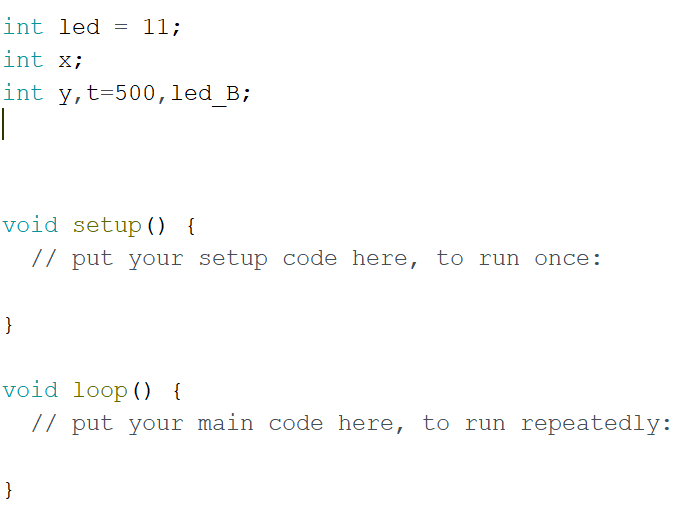 int led = 11;
int x;
int y,t=500,led_B;
void setup() {
// put your setup code here, to run once:
}
void loop() {
// put your main code here, to run repeatedly:
}